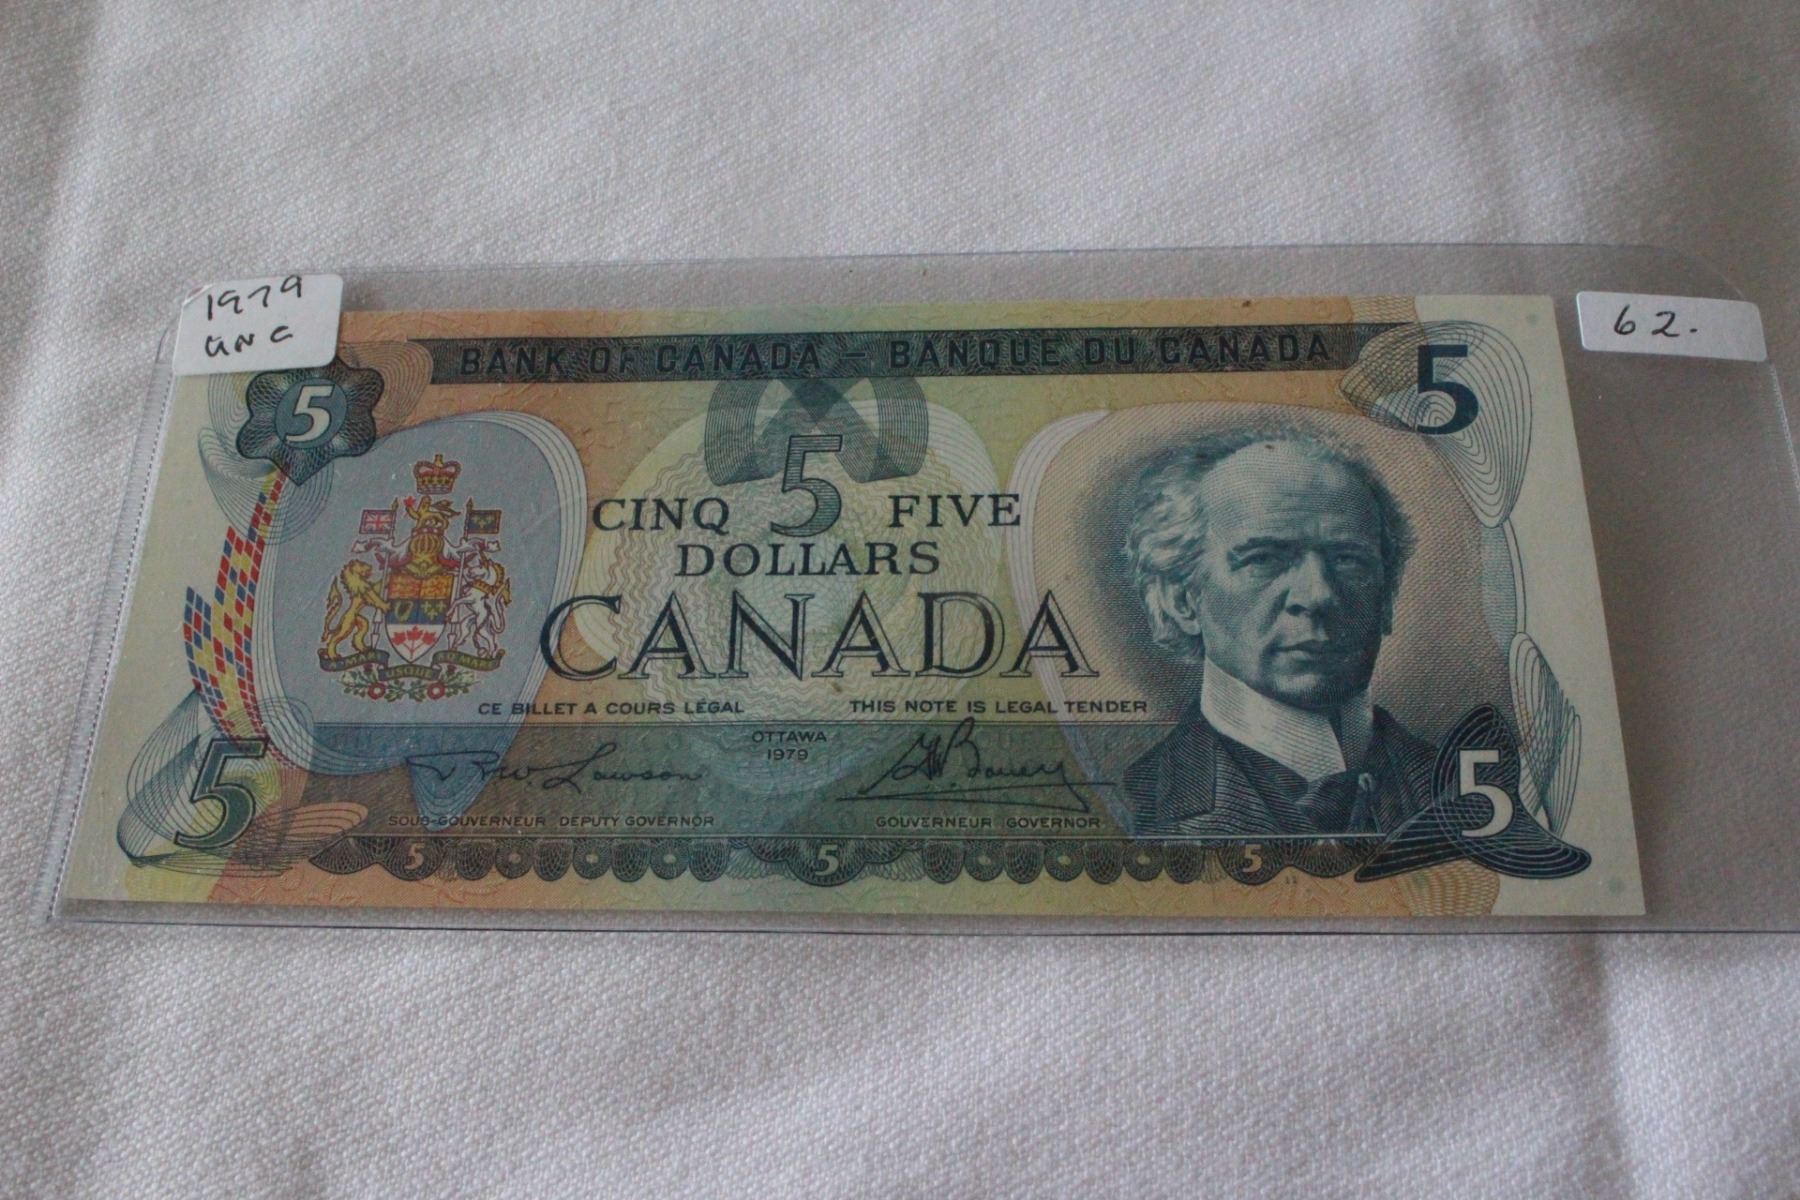 1979
UNC
62.
BANK OF CANADA — BANQUE DU CANADA
5
5
5
CINQ FIVE
DOLLARS
CANADA
CE BILLET A COURS LÉGAL THIS NOTE IS LEGAL TENDER
OTTAWA
1979
R.W. Lawson
G.K. Bouey
SOUS-GOUVERNEUR DEPUTY GOVERNOR
GOUVERNEUR GOVERNOR
5
5
5
5
5